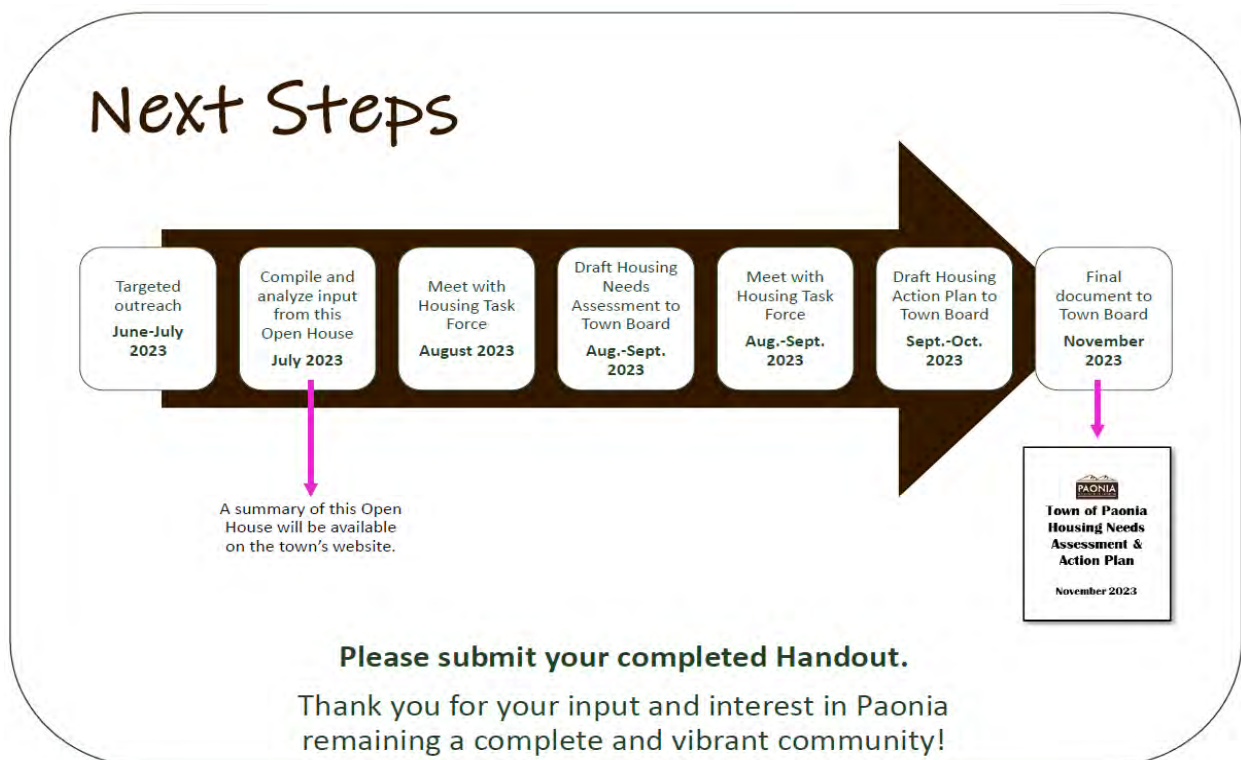 Next Steps
Targeted
outreach
June-July
2023
Compile and
analyze input
from this
Open House
July 2023
Meet with
Housing Task
Force
August 2023
Draft Housing
Needs
Assessment to
Town Board
Aug.-Sept.
2023
Meet with
Housing Task
Force
Aug.-Sept.
2023
Draft Housing
Action Plan to
Town Board
Sept.-Oct.
2023
Final
document to
Town Board
November
2023
A summary of this Open
House will be available
on the town's website.
PAONIA
Town of Paonia
Housing Needs
Assessment &
Action Plan
November 2023
Please submit your completed Handout.
Thank you for your input and interest in Paonia
remaining a complete and vibrant community!